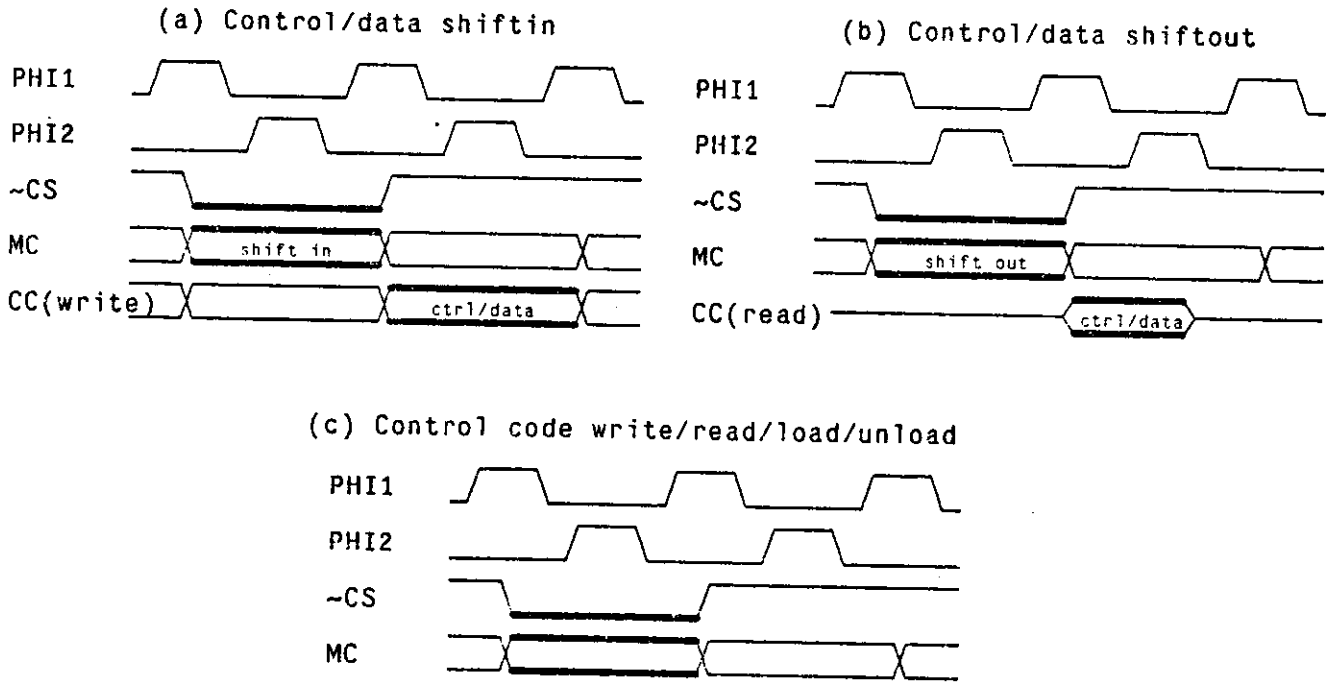 (a) Control/data shiftin
PHI1
PHI2
~CS
MC
shift in
CC(write)
ctrl/data
(b) Control/data shiftout
PHI1
PHI2
~CS
MC
shift out
CC(read)
ctrl/data
(c) Control code write/read/load/unload
PHI1
PHI2
~CS
MC